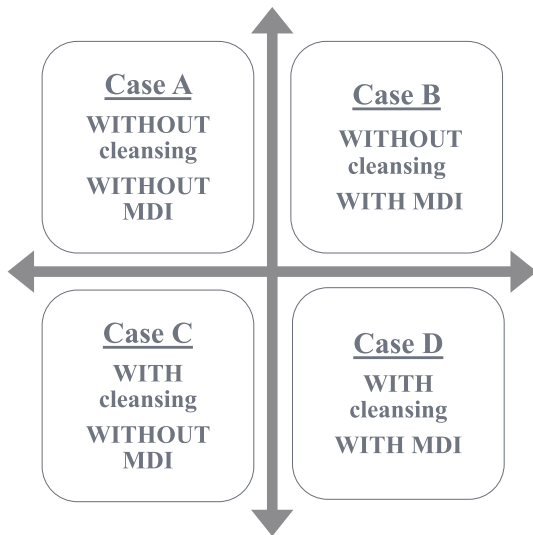 Case A
WITHOUT
cleansing
WITHOUT
MDI
Case B
WITHOUT
cleansing
WITH MDI
Case C
WITH
cleansing
WITHOUT
MDI
Case D
WITH
cleansing
WITH MDI